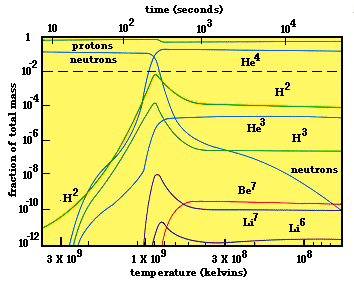 time (seconds)
10 10² 10³ 10⁴
1
protons
neutrons
He⁴
10⁻²
H²
10⁻⁴
He³
H³
10⁻⁶
neutrons
10⁻⁸
Be⁷
H²
10⁻¹⁰
Li⁷
Li⁶
10⁻¹²
fraction of total mass
3 X 10⁹ 1 X 10⁹ 3 X 10⁸ 10⁸
temperature (kelvins)